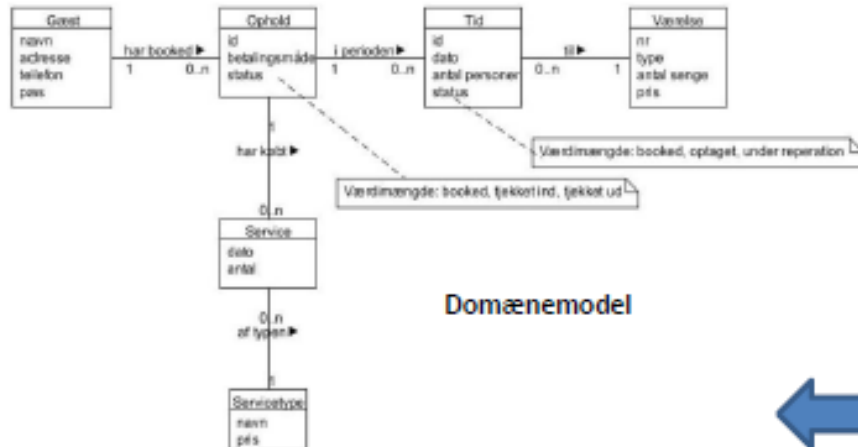 Gæst
navn
adresse
telefon
pas
har booked ▶
1
0..n
Ophold
id
betalingsmåde
status
i perioden ▶
1
0..n
Tid
id
dato
antal personer
status
till ▶
0..n
1
Værelse
nr
type
antal senge
pris
Værdimængde: booked, optaget, under reperation
Værdimængde: booked, tjekket ind, tjekket ud
1
har købt ▶
0..n
Service
dato
antal
Domænemodel
0..n
af typen ▶
1
Servicetype
navn
pris